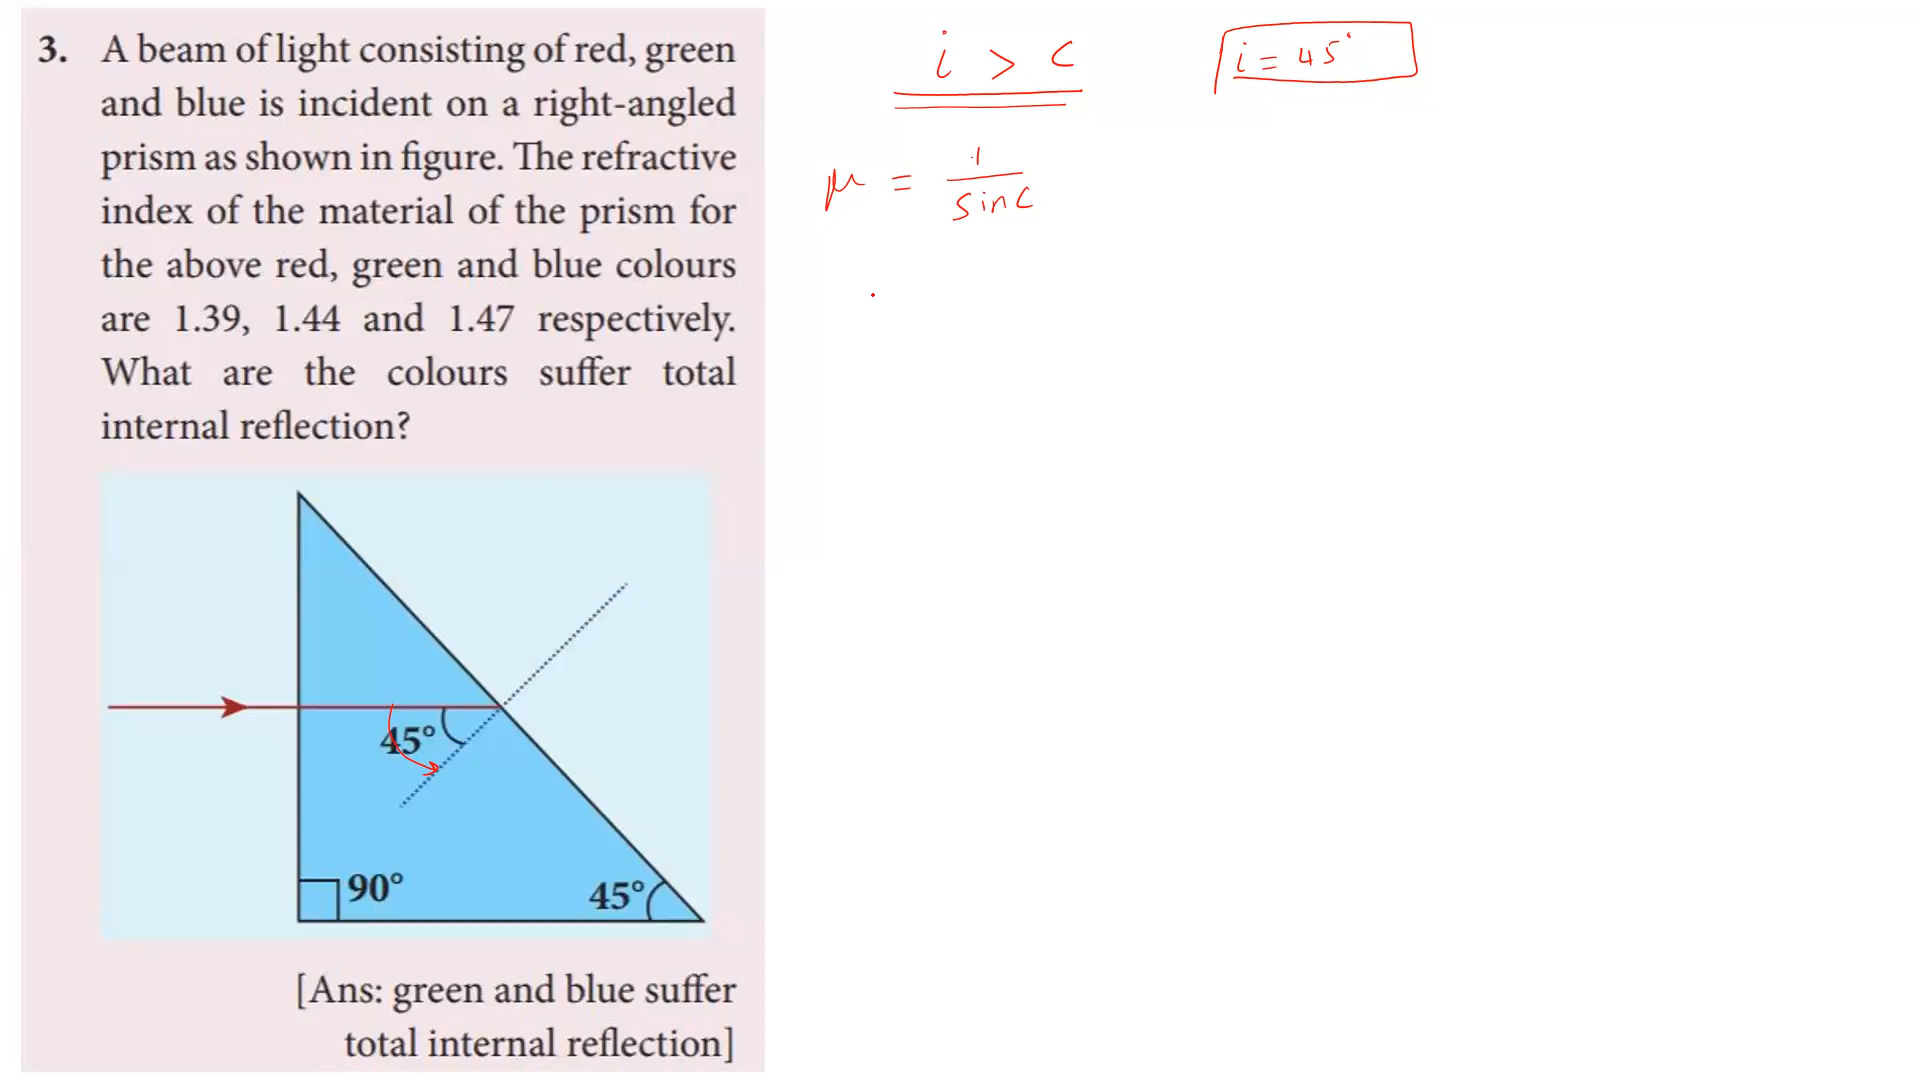 3. A beam of light consisting of red, green
and blue is incident on a right-angled
prism as shown in figure. The refractive
index of the material of the prism for
the above red, green and blue colours
are 1.39, 1.44 and 1.47 respectively.
What are the colours suffer total
internal reflection?
45°
90°
45°
[Ans: green and blue suffer
total internal reflection]
i > c
i = 45°
μ = 1/sin c